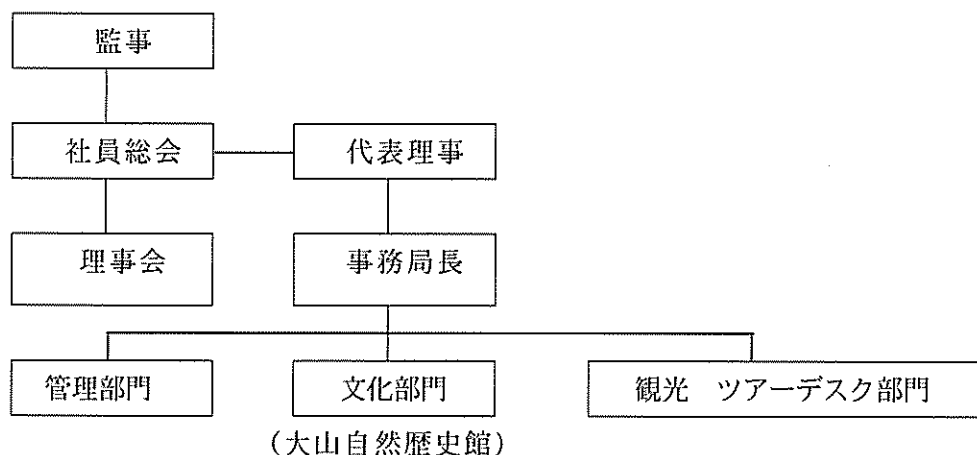 監事
社員総会 代表理事
理事会 事務局長
管理部門 文化部門 観光 ツアーデスク部門
(大山自然歴史館)